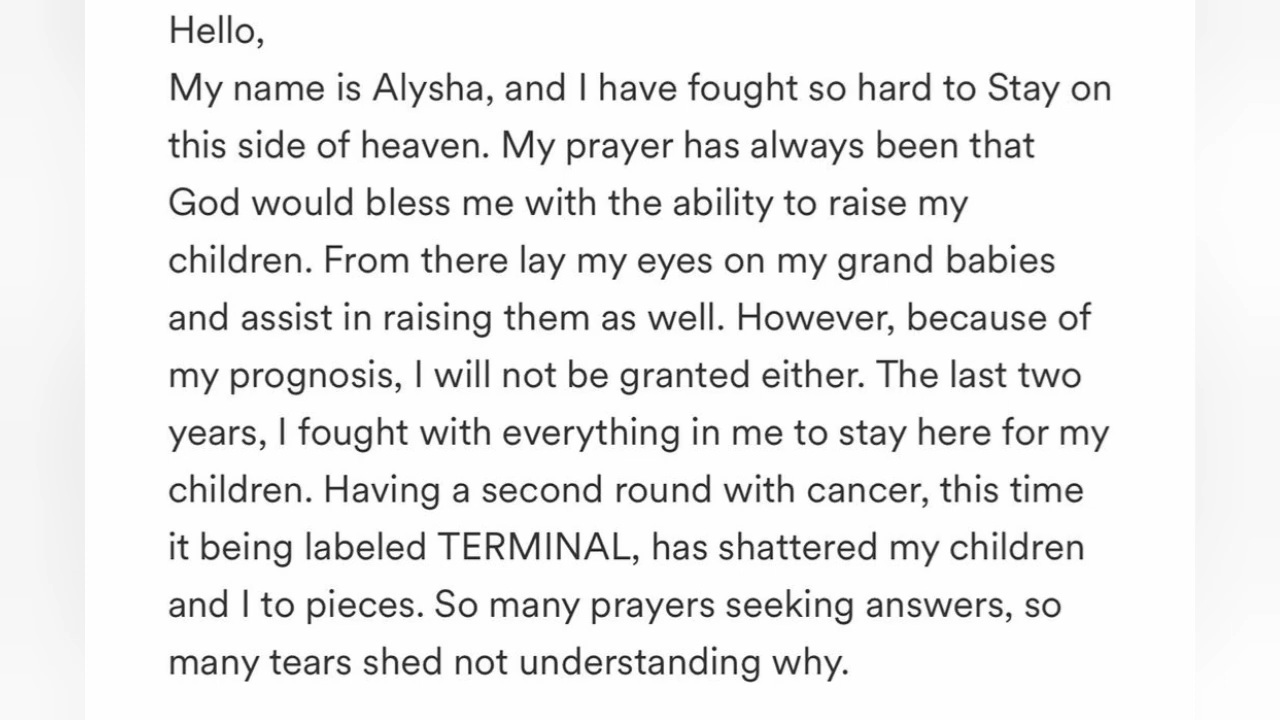 Hello,
My name is Alysha, and I have fought so hard to Stay on
this side of heaven. My prayer has always been that
God would bless me with the ability to raise my
children. From there lay my eyes on my grand babies
and assist in raising them as well. However, because of
my prognosis, I will not be granted either. The last two
years, I fought with everything in me to stay here for my
children. Having a second round with cancer, this time
it being labeled TERMINAL, has shattered my children
and I to pieces. So many prayers seeking answers, so
many tears shed not understanding why.